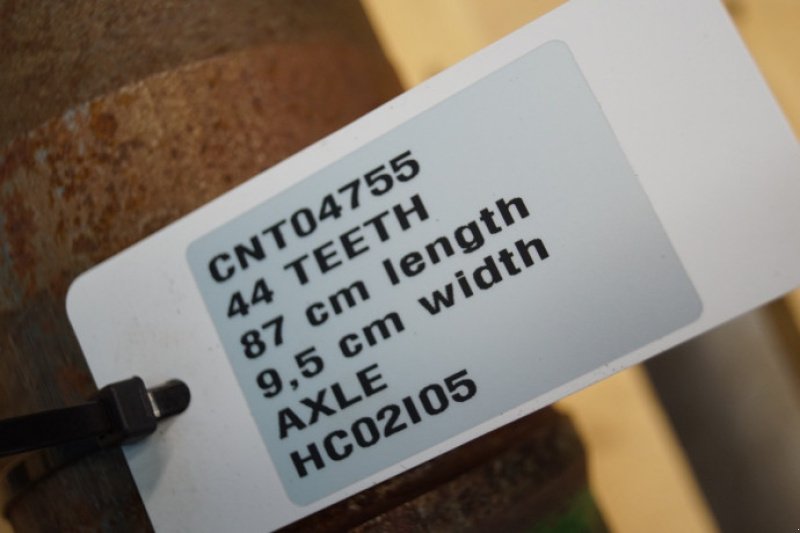 CNT04755
44 TEETH
87 cm length
9,5 cm width
AXLE
HC02I05